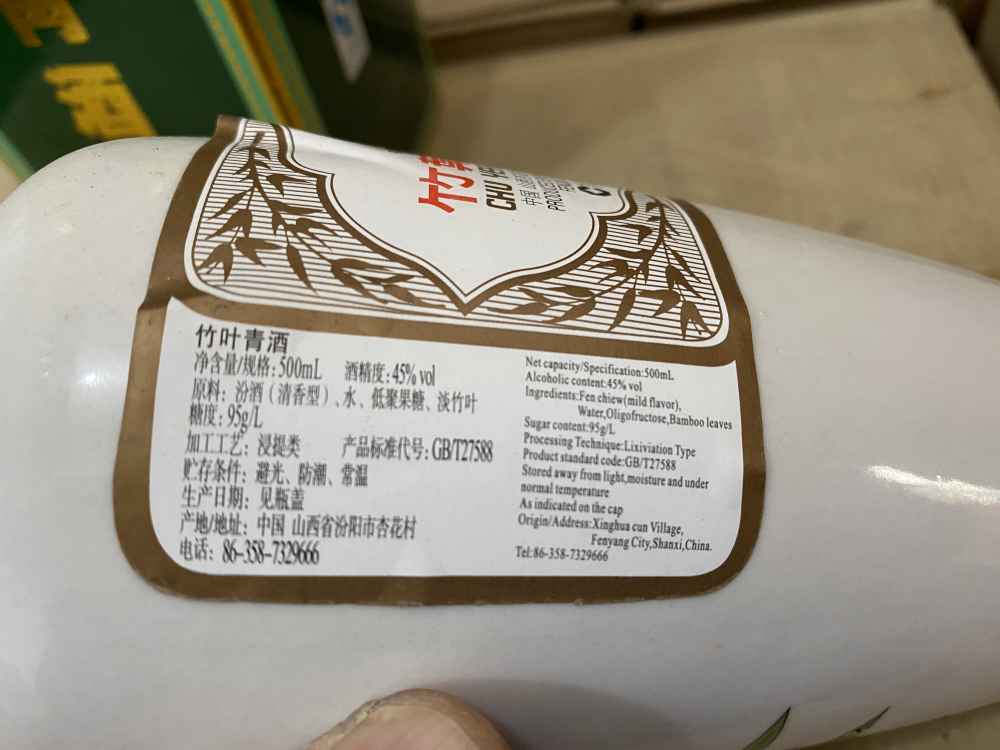 竹
CHU
中国
竹叶青酒
净含量/规格:500mL 酒精度:45% vol
原料: 汾酒（清香型）、水、低聚果糖、淡竹叶
糖度: 95g/L
加工工艺: 浸提类 产品标准代号: GB/T27588
贮存条件: 避光、防潮、常温
生产日期: 见瓶盖
产地/地址: 中国 山西省汾阳市杏花村
电话: 86-358-7329666
Net capacity/Specification:500mL
Alcoholic content:45% vol
Ingredients:Fen chiew(mild flavor),
Water,Oligofructose,Bamboo leaves
Sugar content:95g/L
Processing Technique:Lixiviation Type
Product standard code:GB/T27588
Stored away from light,moisture and under
normal temperature
As indicated on the cap
Origin/Address:Xinghua cun Village,
Fenyang City,Shanxi,China.
Tel:86-358-7329666